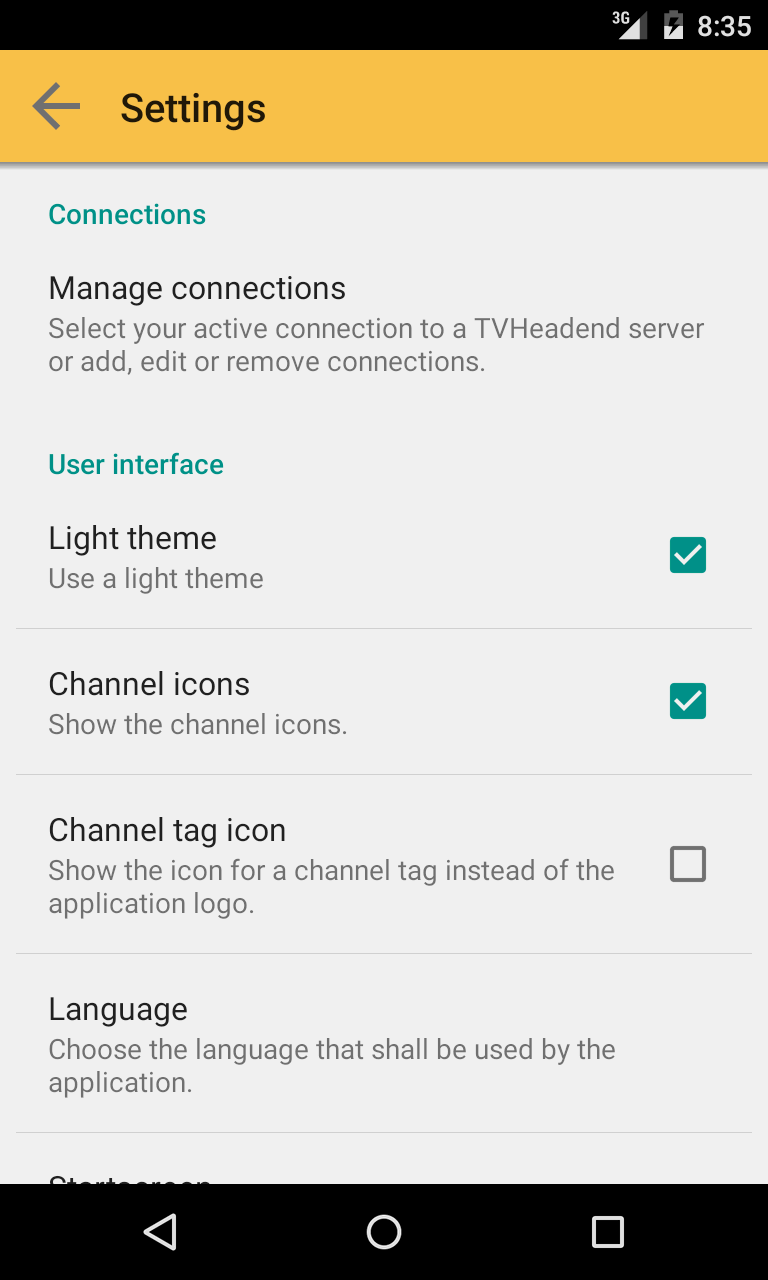 3G 8:35
Settings
Connections
Manage connections
Select your active connection to a TVHeadend server
or add, edit or remove connections.
User interface
Light theme
Use a light theme
Channel icons
Show the channel icons.
Channel tag icon
Show the icon for a channel tag instead of the
application logo.
Language
Choose the language that shall be used by the
application.
Startscreen